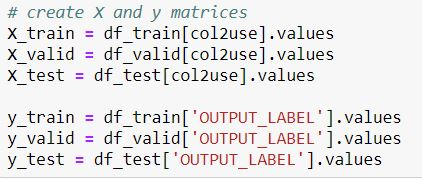 # create X and y matrices
X_train = df_train[col2use].values
X_valid = df_valid[col2use].values
X_test = df_test[col2use].values
y_train = df_train['OUTPUT_LABEL'].values
y_valid = df_valid['OUTPUT_LABEL'].values
y_test = df_test['OUTPUT_LABEL'].values